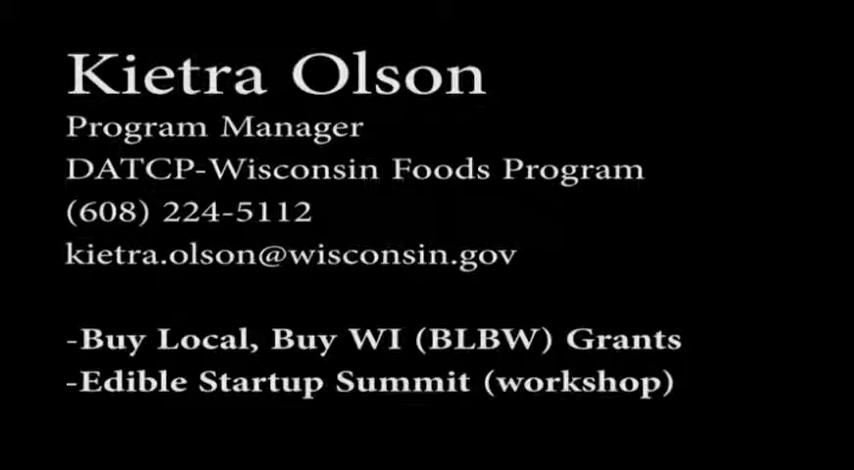 Kietra Olson
Program Manager
DATCP-Wisconsin Foods Program
(608) 224-5112
kietra.olson@wisconsin.gov
-Buy Local, Buy WI (BLBW) Grants
-Edible Startup Summit (workshop)